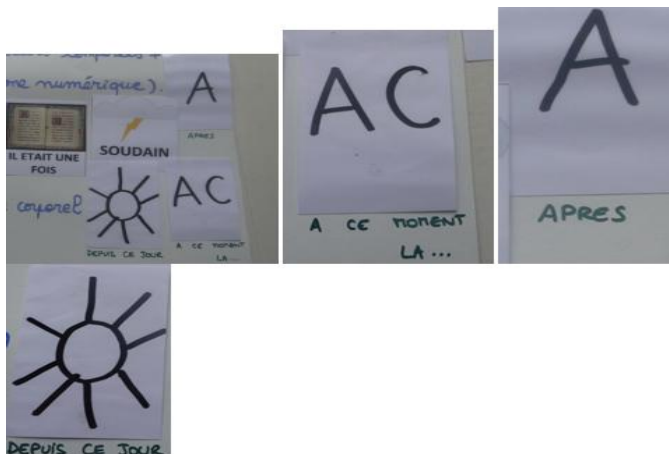 corporels +
numérique).
A
APRES
IL ETAIT UNE
FOIS
SOUDAIN
corporel
DEPUIS CE JOUR
AC
A CE MOMENT
LA...
AC
A CE MOMENT
LA...
A
APRES
DEPUIS CE JOUR